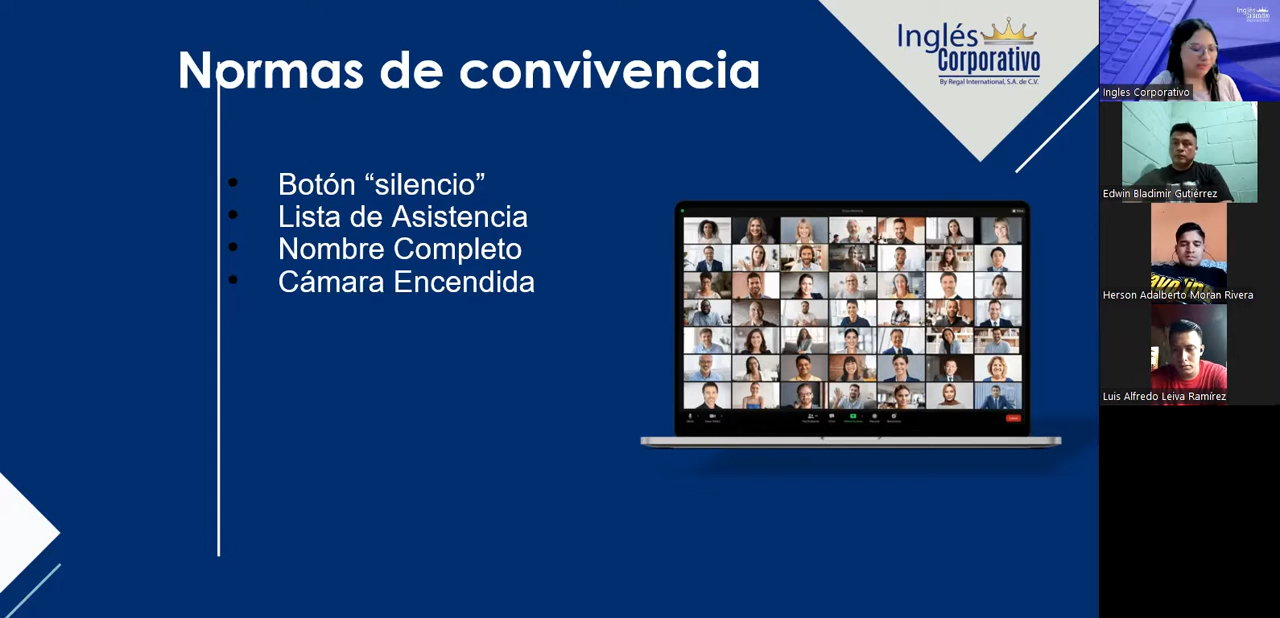 Normas de convivencia
Inglés
Corporativo
By Regal International, S.A. de C.V.
• Botón “silencio”
• Lista de Asistencia
• Nombre Completo
• Cámara Encendida
Ingles Corporativo
Edwin Bladimir Gutiérrez
Herson Adalberto Moran Rivera
Luis Alfredo Leiva Ramírez